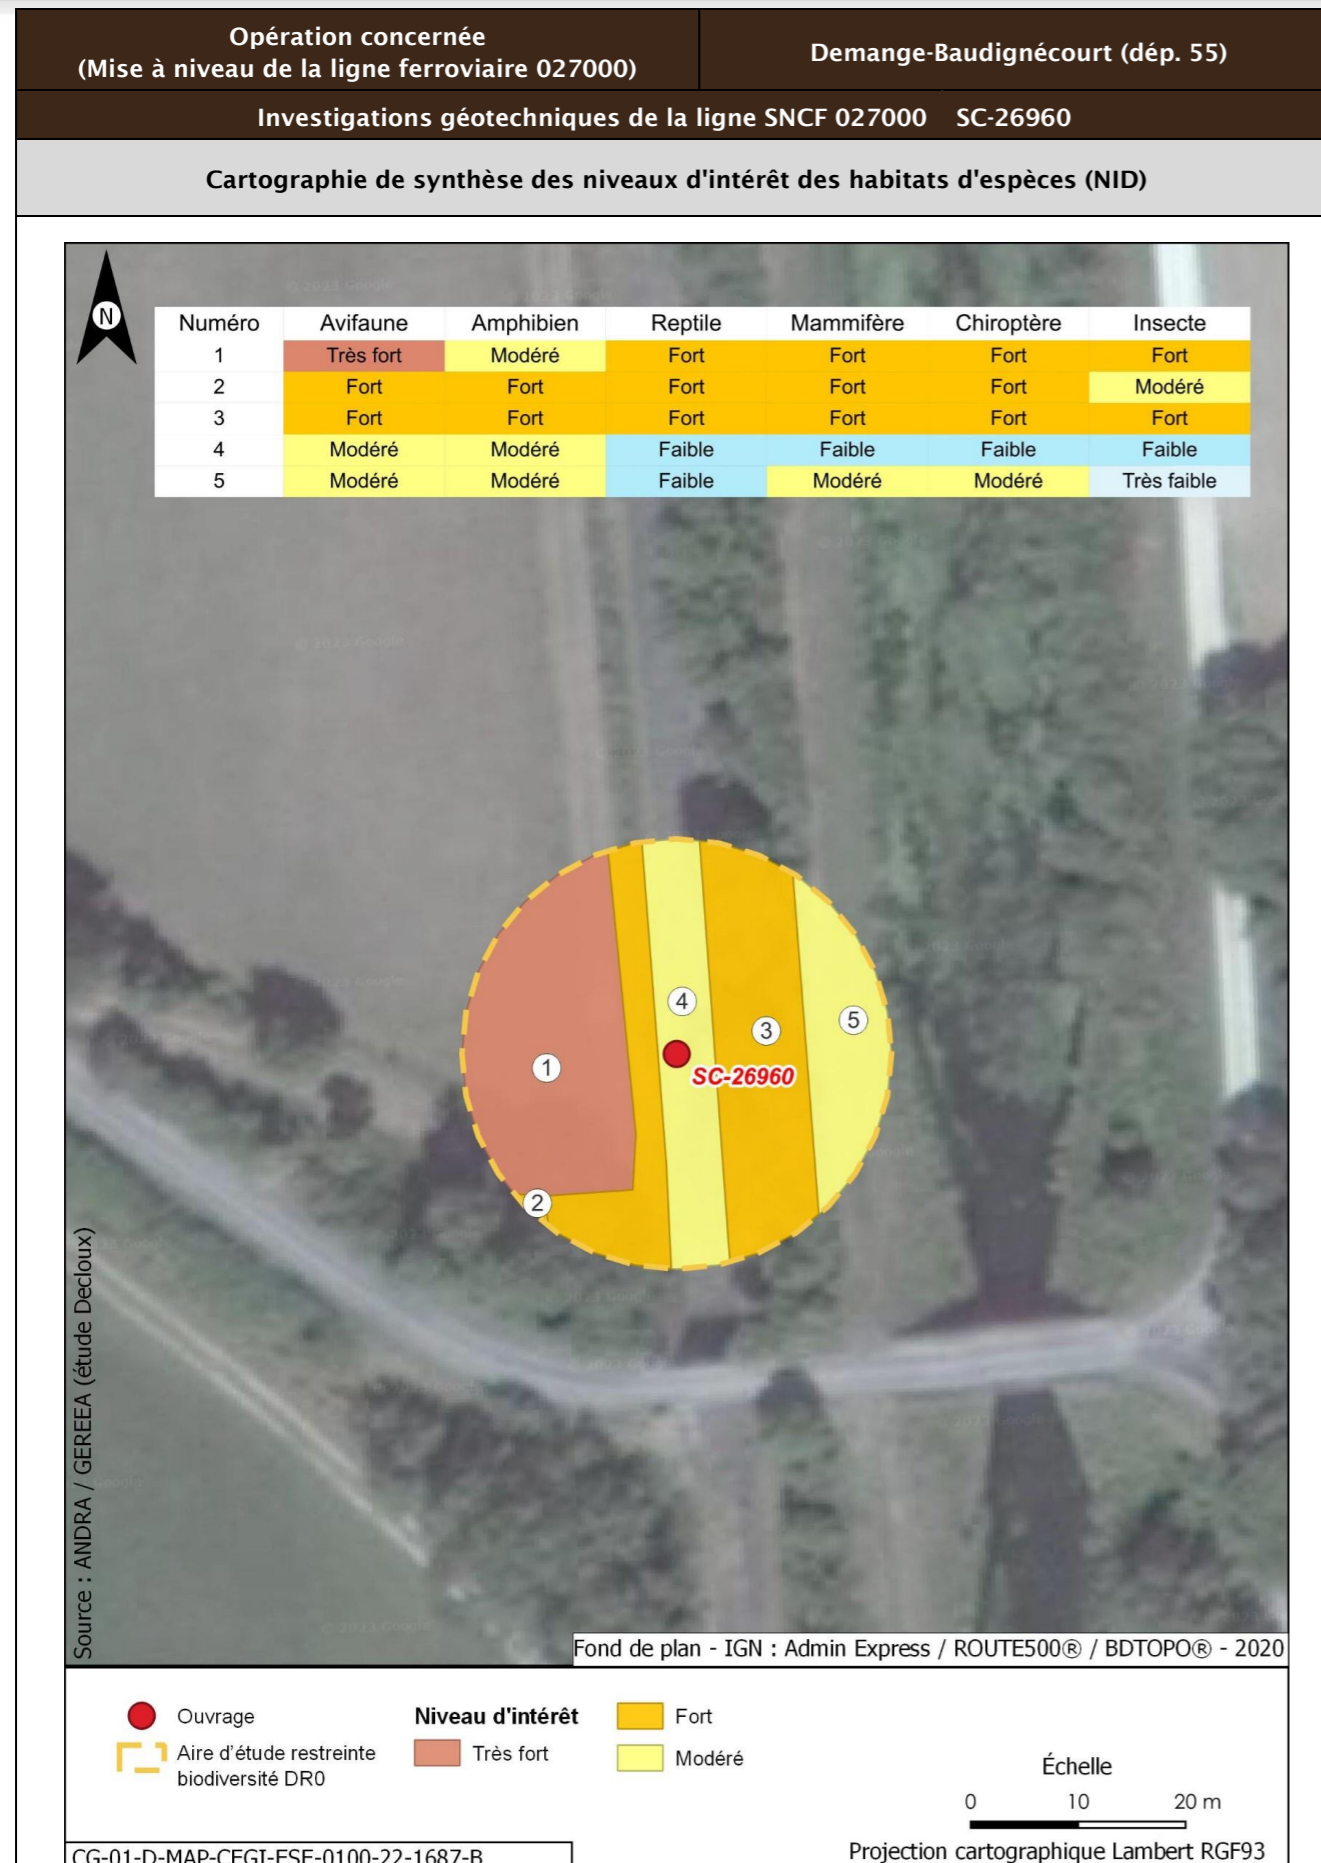 Opération concernée
(Mise à niveau de la ligne ferroviaire 027000)
Demange-Baudignécourt (dép. 55)
Investigations géotechniques de la ligne SNCF 027000 SC-26960
Cartographie de synthèse des niveaux d'intérêt des habitats d'espèces (NID)
N
Numéro Avifaune Amphibien Reptile Mammifère Chiroptère Insecte
1 Très fort Modéré Fort Fort Fort Fort
2 Fort Fort Fort Fort Fort Modéré
3 Fort Fort Fort Fort Fort Fort
4 Modéré Modéré Faible Faible Faible Faible
5 Modéré Modéré Faible Modéré Modéré Très faible
4
3
5
1
SC-26960
2
Source : ANDRA / GEREEA (étude Decloux)
Fond de plan - IGN : Admin Express / ROUTE500® / BDTOPO® - 2020
Ouvrage
Aire d'étude restreinte
biodiversité DR0
Niveau d'intérêt
Très fort
Fort
Modéré
Échelle
0 10 20 m
Projection cartographique Lambert RGF93
CG-01-D-MAP-CEGI-ESE-0100-22-1687-B